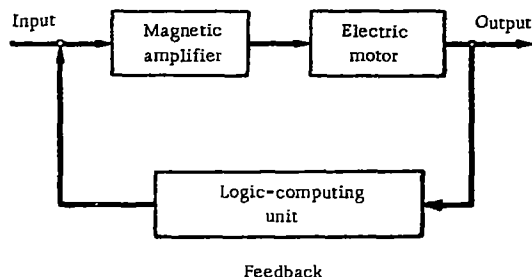 Input
Magnetic
amplifier
Electric
motor
Output
Logic-computing
unit
Feedback